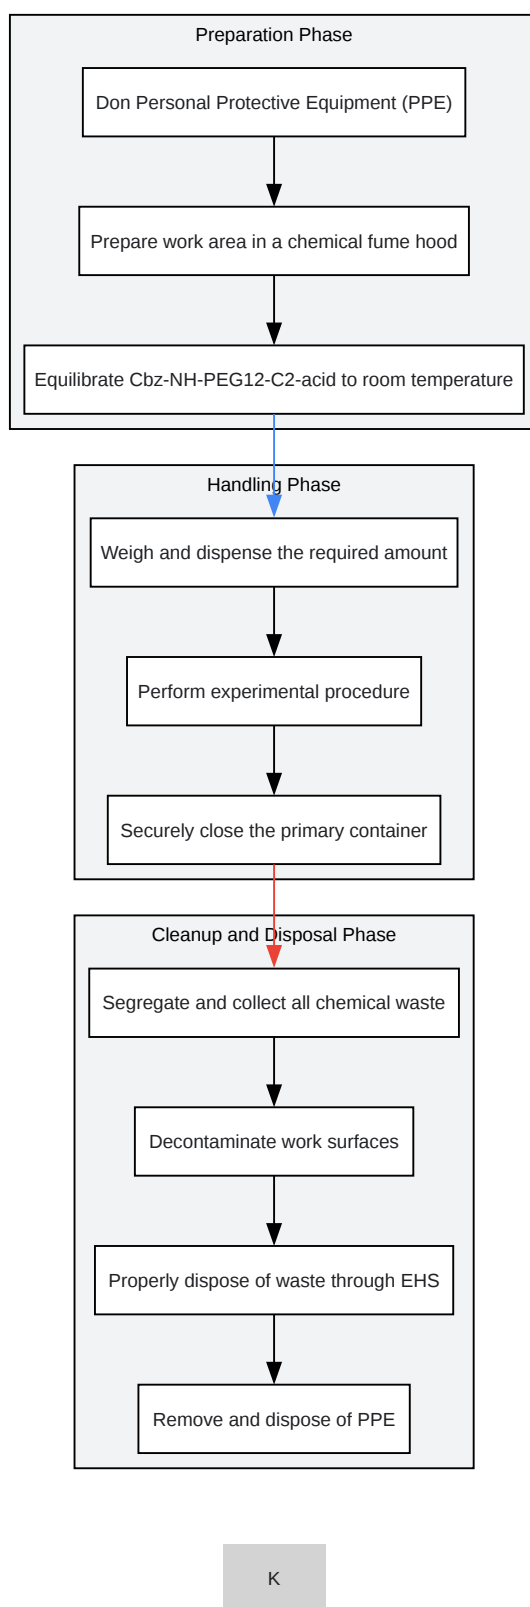 Preparation Phase
Don Personal Protective Equipment (PPE)
Prepare work area in a chemical fume hood
Equilibrate Cbz-NH-PEG12-C2-acid to room temperature
Handling Phase
Weigh and dispense the required amount
Perform experimental procedure
Securely close the primary container
Cleanup and Disposal Phase
Segregate and collect all chemical waste
Decontaminate work surfaces
Properly dispose of waste through EHS
Remove and dispose of PPE
K